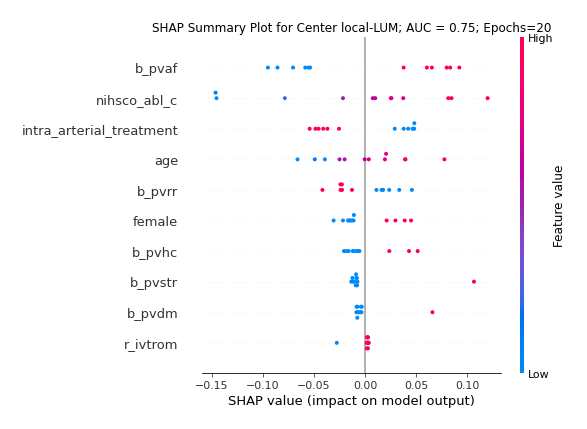 SHAP Summary Plot for Center local-LUM; AUC = 0.75; Epochs=20
High
b_pvaf
nihsco_abl_c
intra_arterial_treatment
age
b_pvrr
female
b_pvhc
b_pvstr
b_pvdm
r_ivtrom
Feature value
Low
−0.15 −0.10 −0.05 0.00 0.05 0.10
SHAP value (impact on model output)